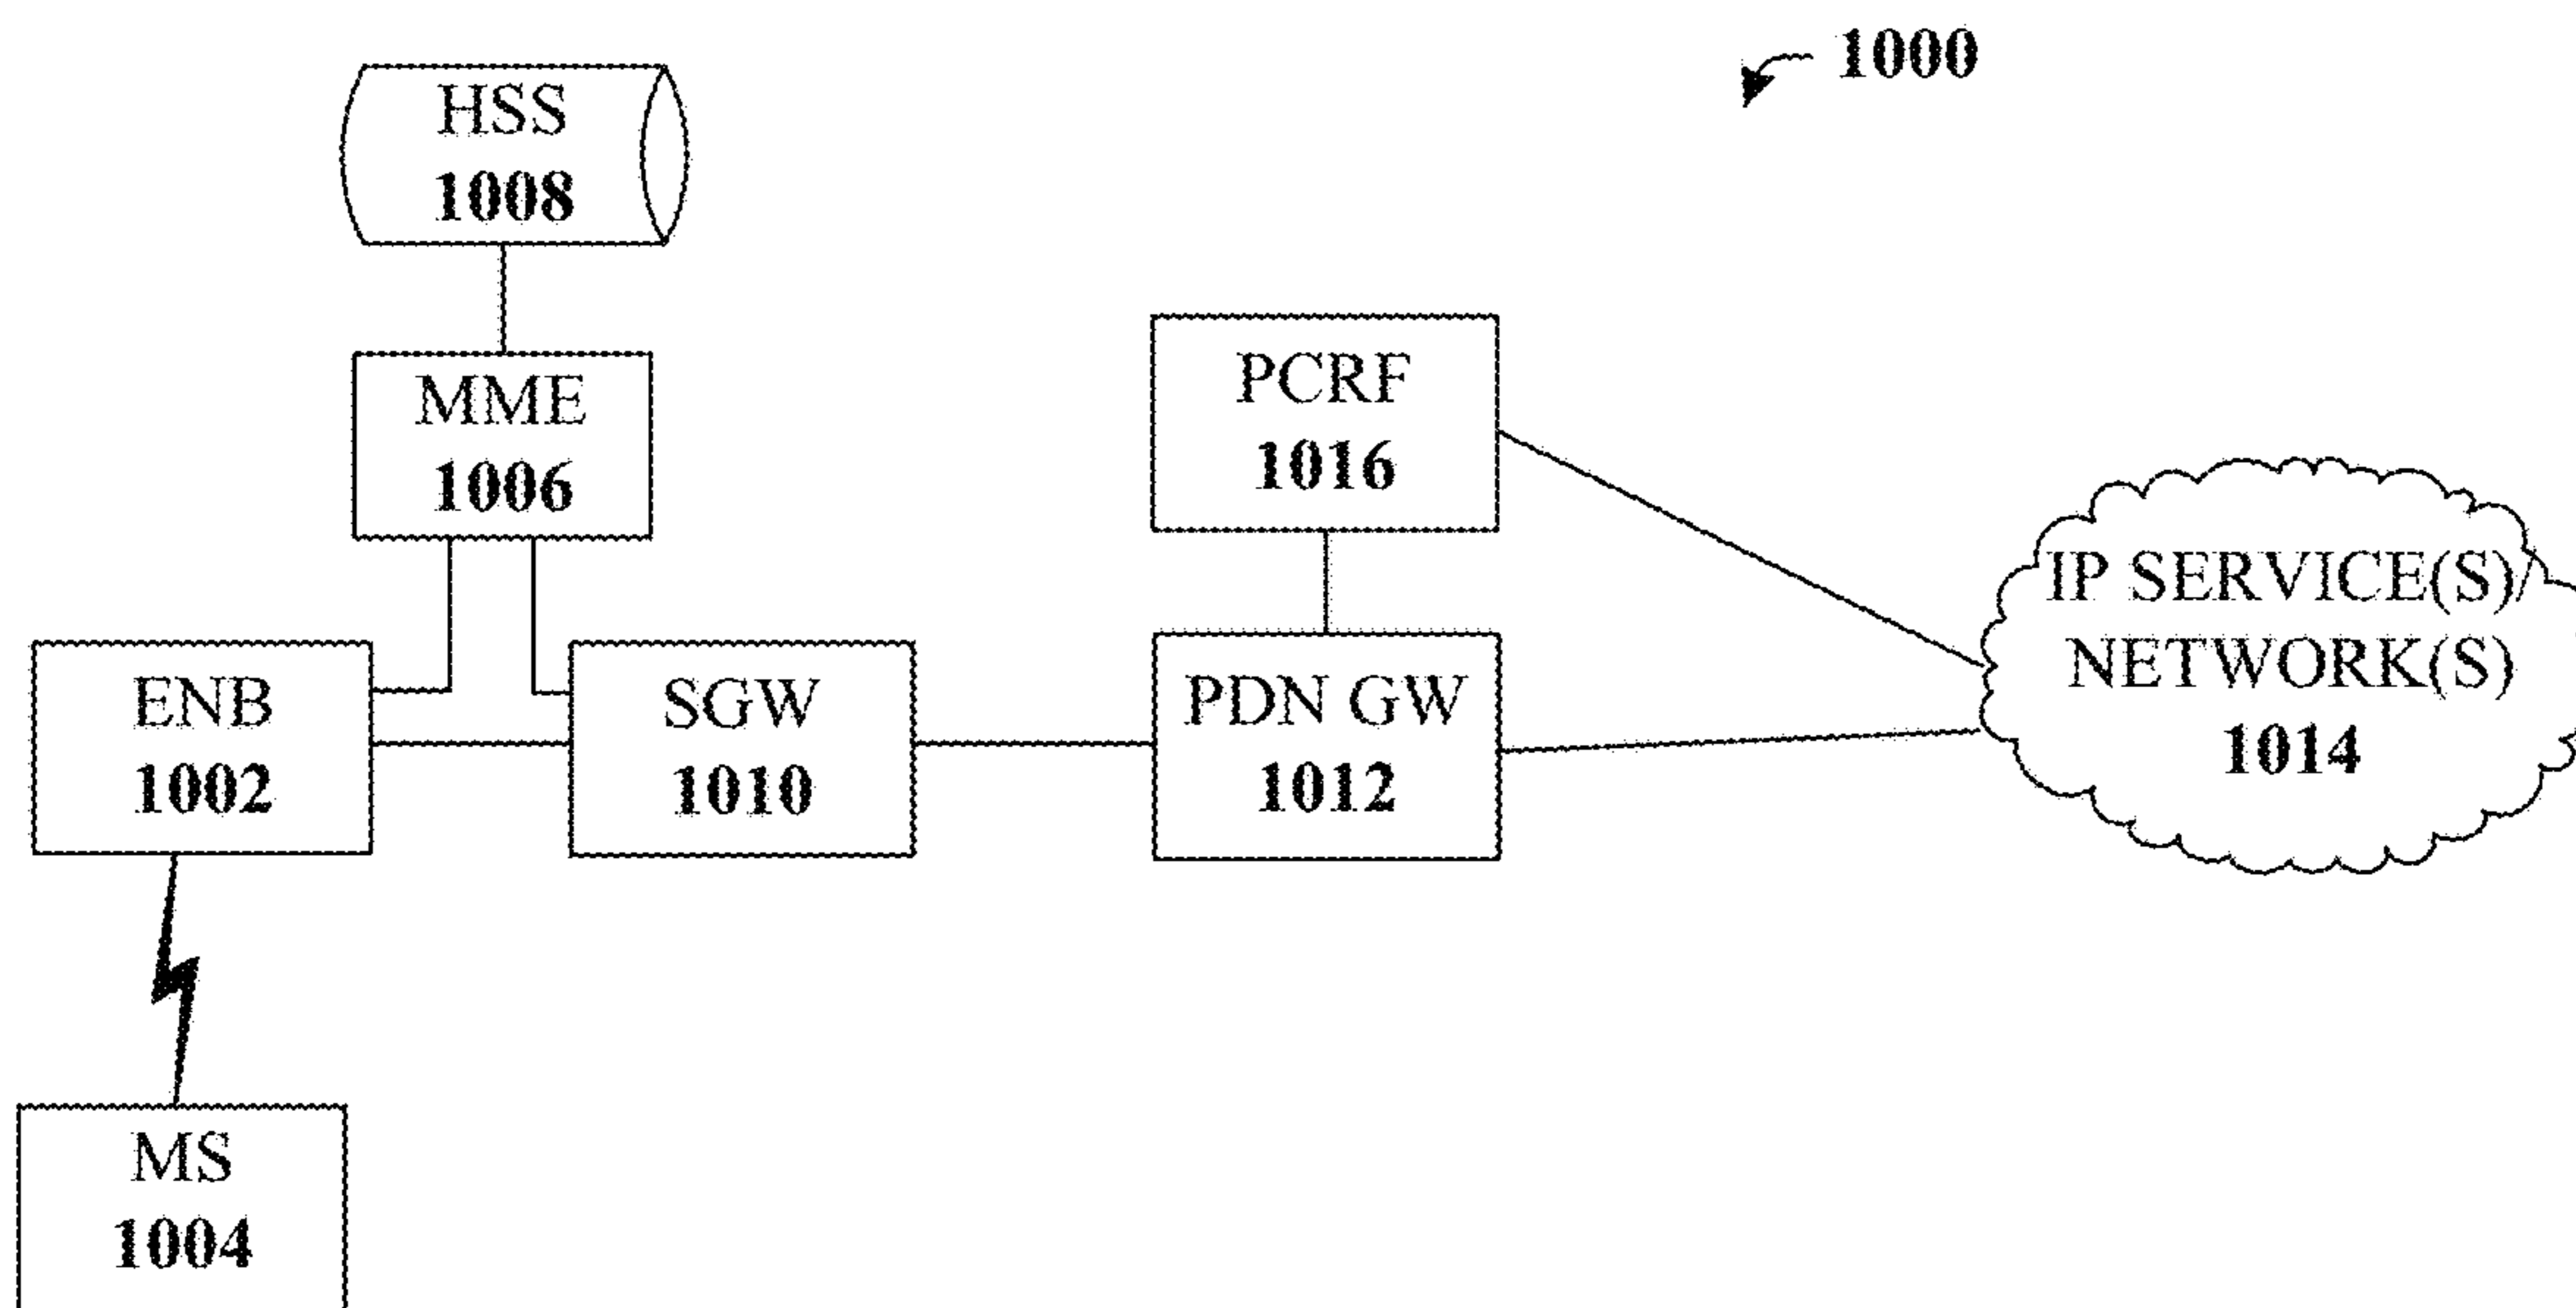 1000
HSS
1008
MME
1006
PCRF
1016
IP SERVICE(S)/
NETWORK(S)
1014
ENB
1002
SGW
1010
PDN GW
1012
MS
1004